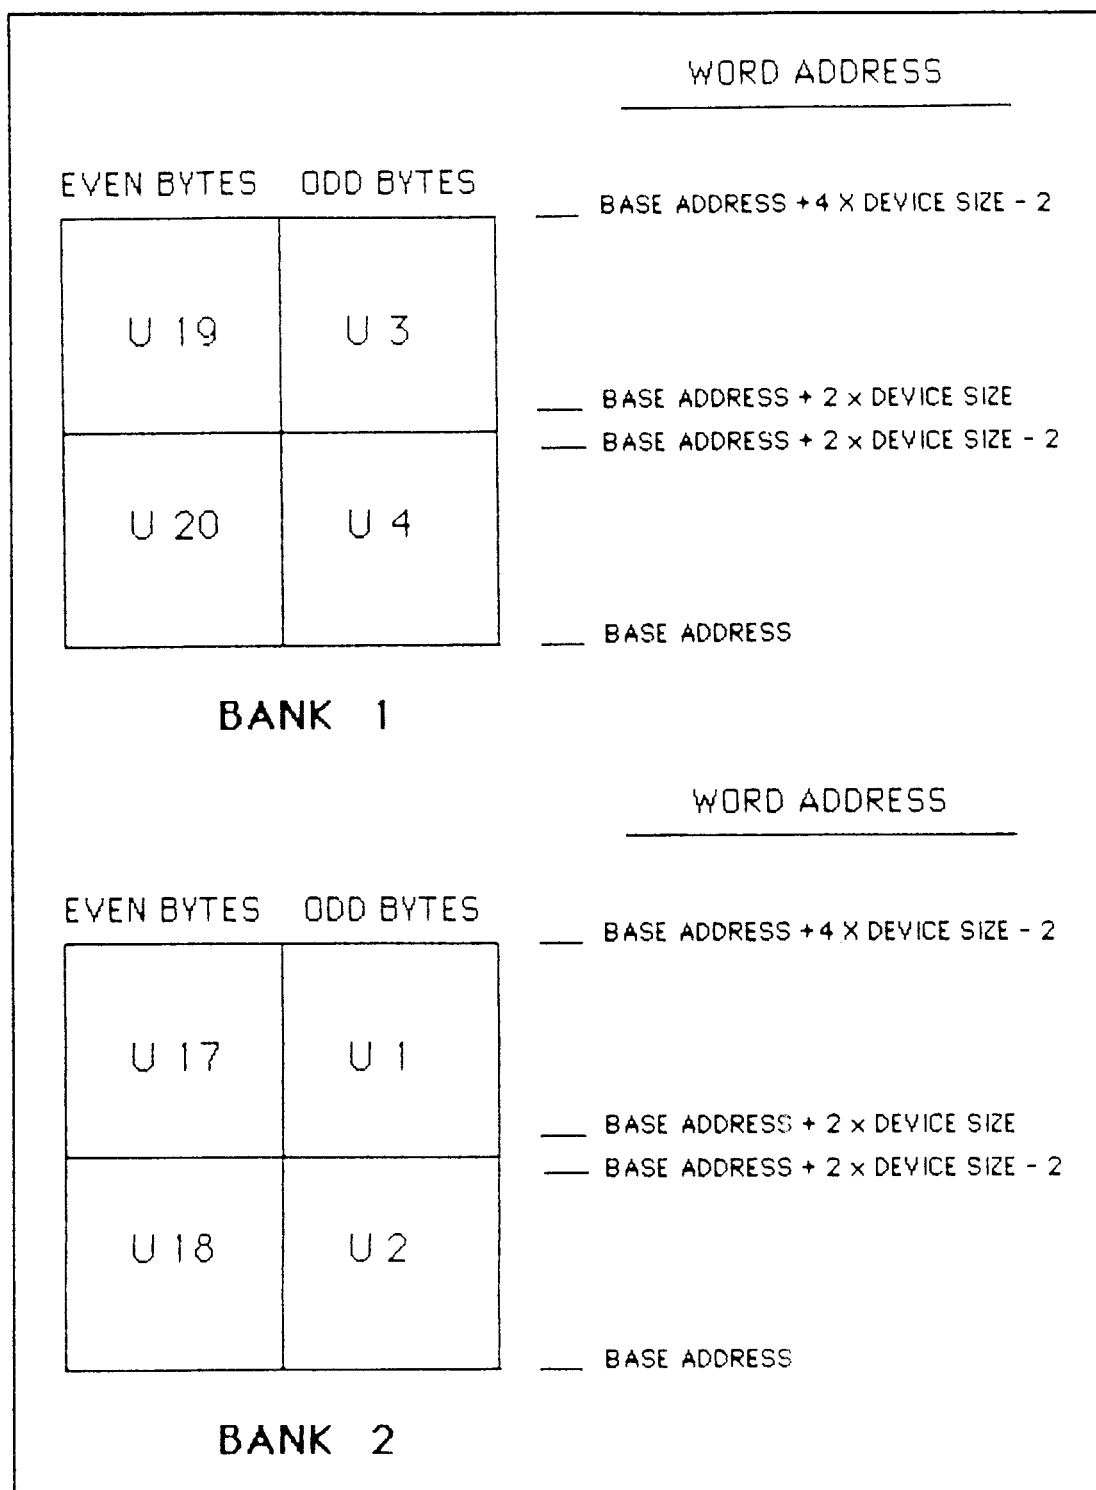 WORD ADDRESS
EVEN BYTES ODD BYTES
BASE ADDRESS + 4 X DEVICE SIZE - 2
U 19 U 3
BASE ADDRESS + 2 x DEVICE SIZE
BASE ADDRESS + 2 x DEVICE SIZE - 2
U 20 U 4
BASE ADDRESS
BANK 1
WORD ADDRESS
EVEN BYTES ODD BYTES
BASE ADDRESS + 4 X DEVICE SIZE - 2
U 17 U 1
BASE ADDRESS + 2 x DEVICE SIZE
BASE ADDRESS + 2 x DEVICE SIZE - 2
U 18 U 2
BASE ADDRESS
BANK 2